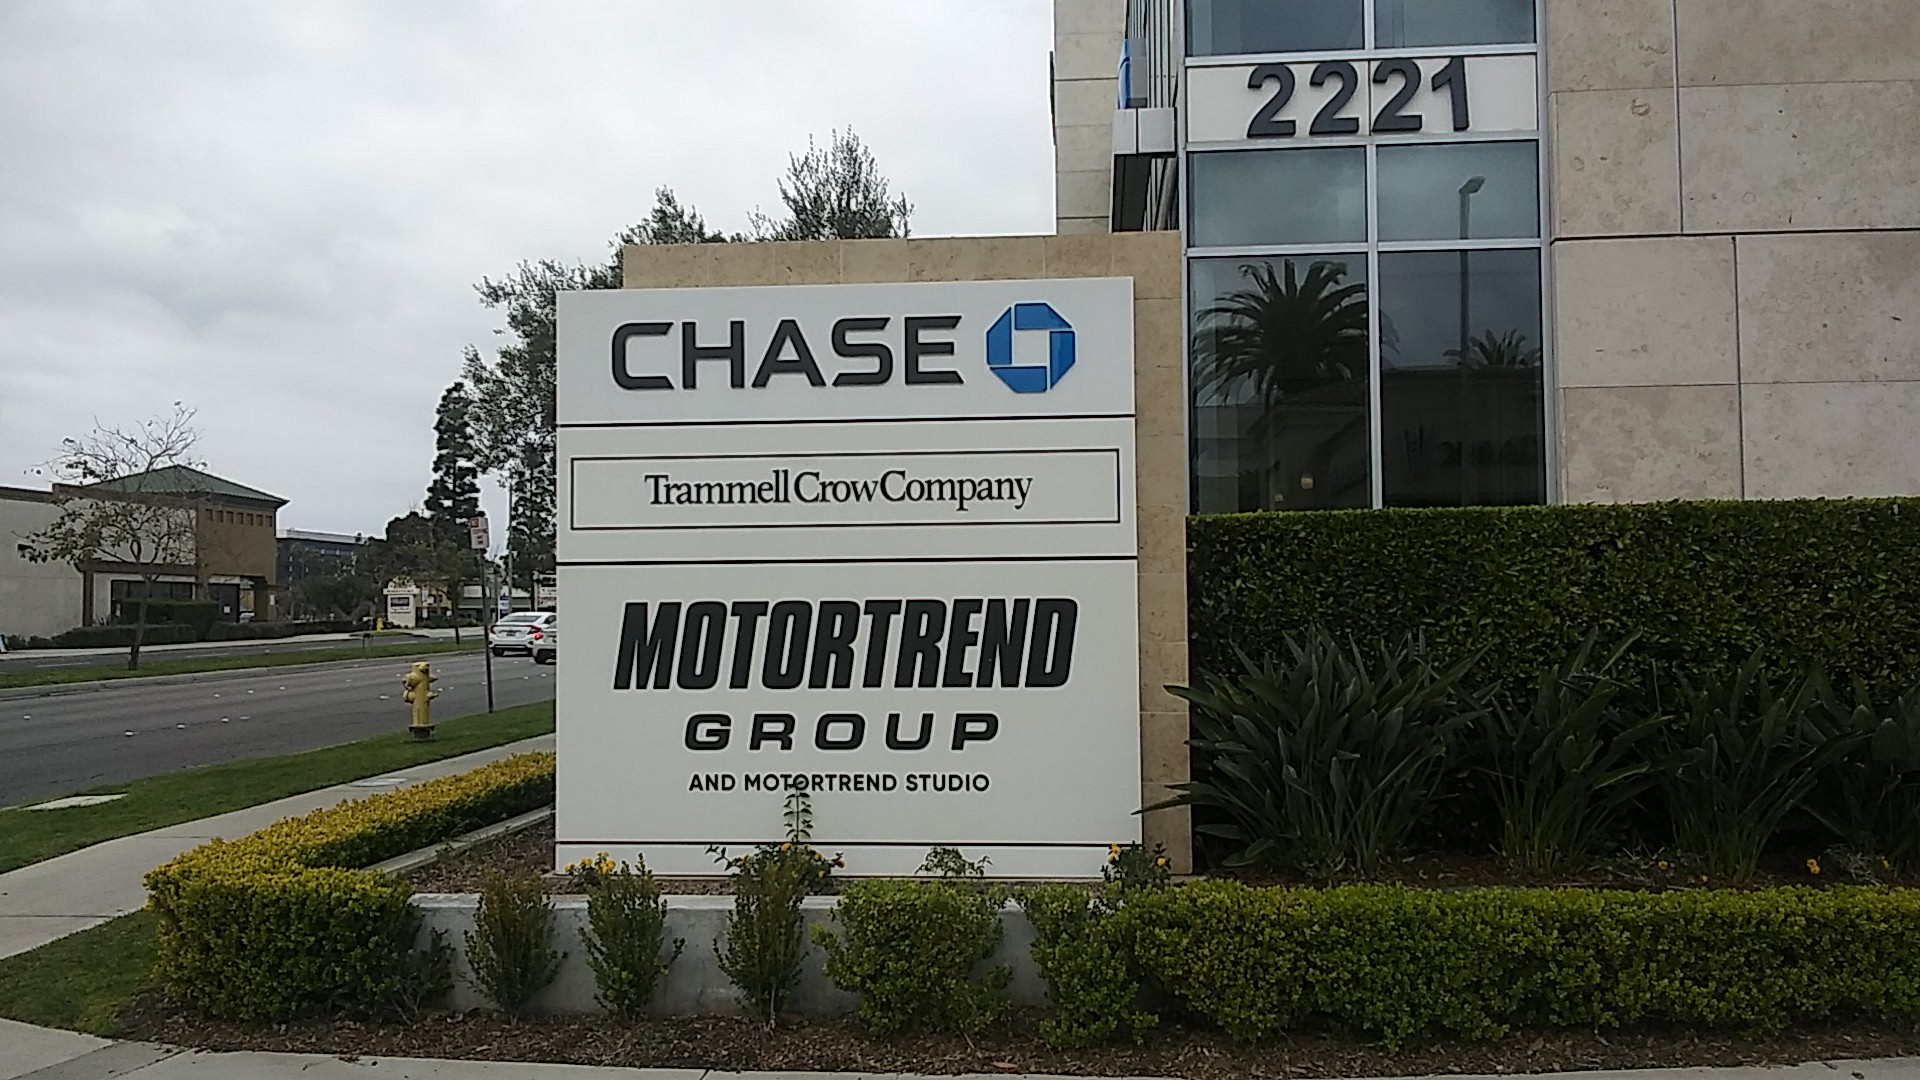 2221
CHASE
Trammell Crow Company
MOTORTREND
GROUP
AND MOTORTREND STUDIO